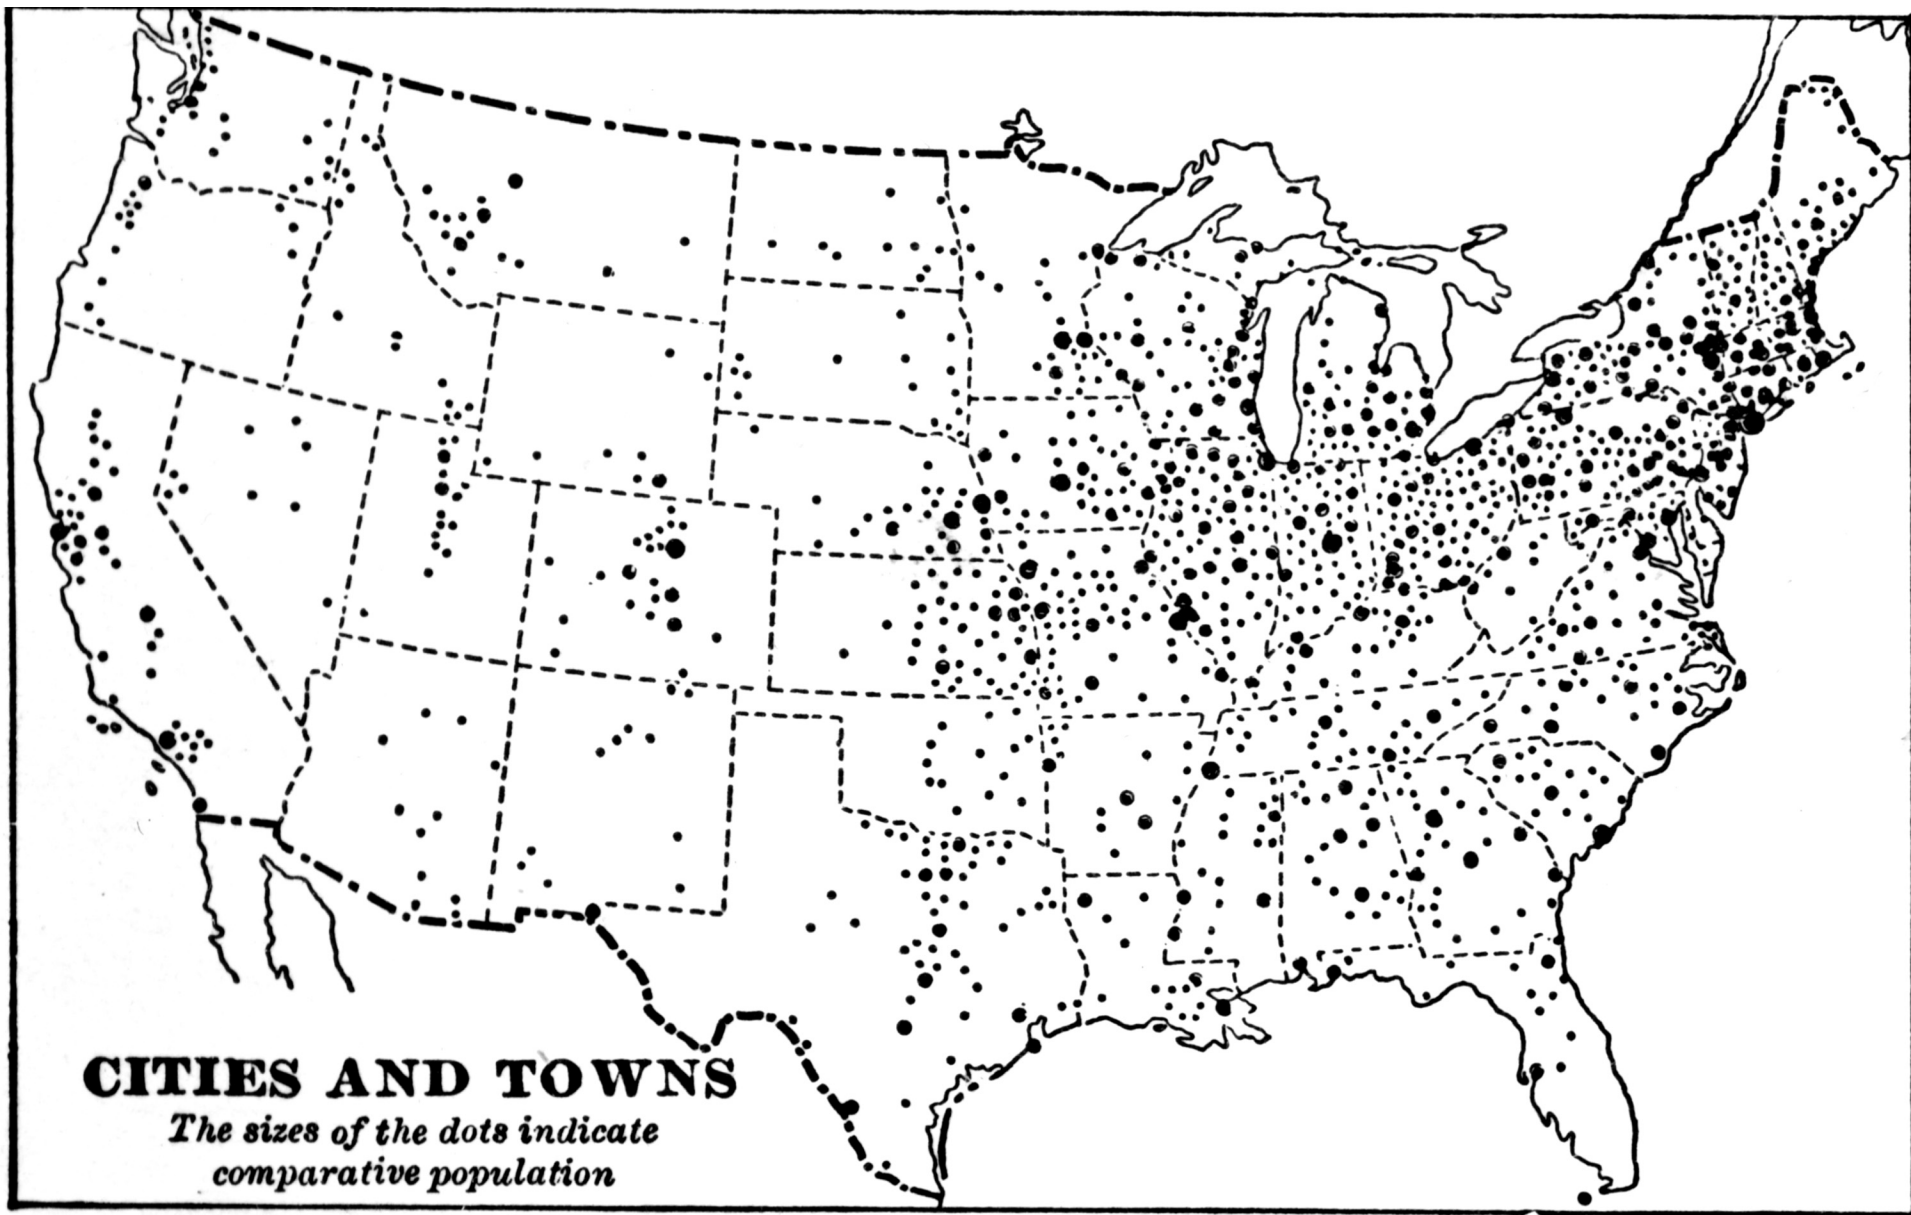 CITIES AND TOWNS
The sizes of the dots indicate
comparative population